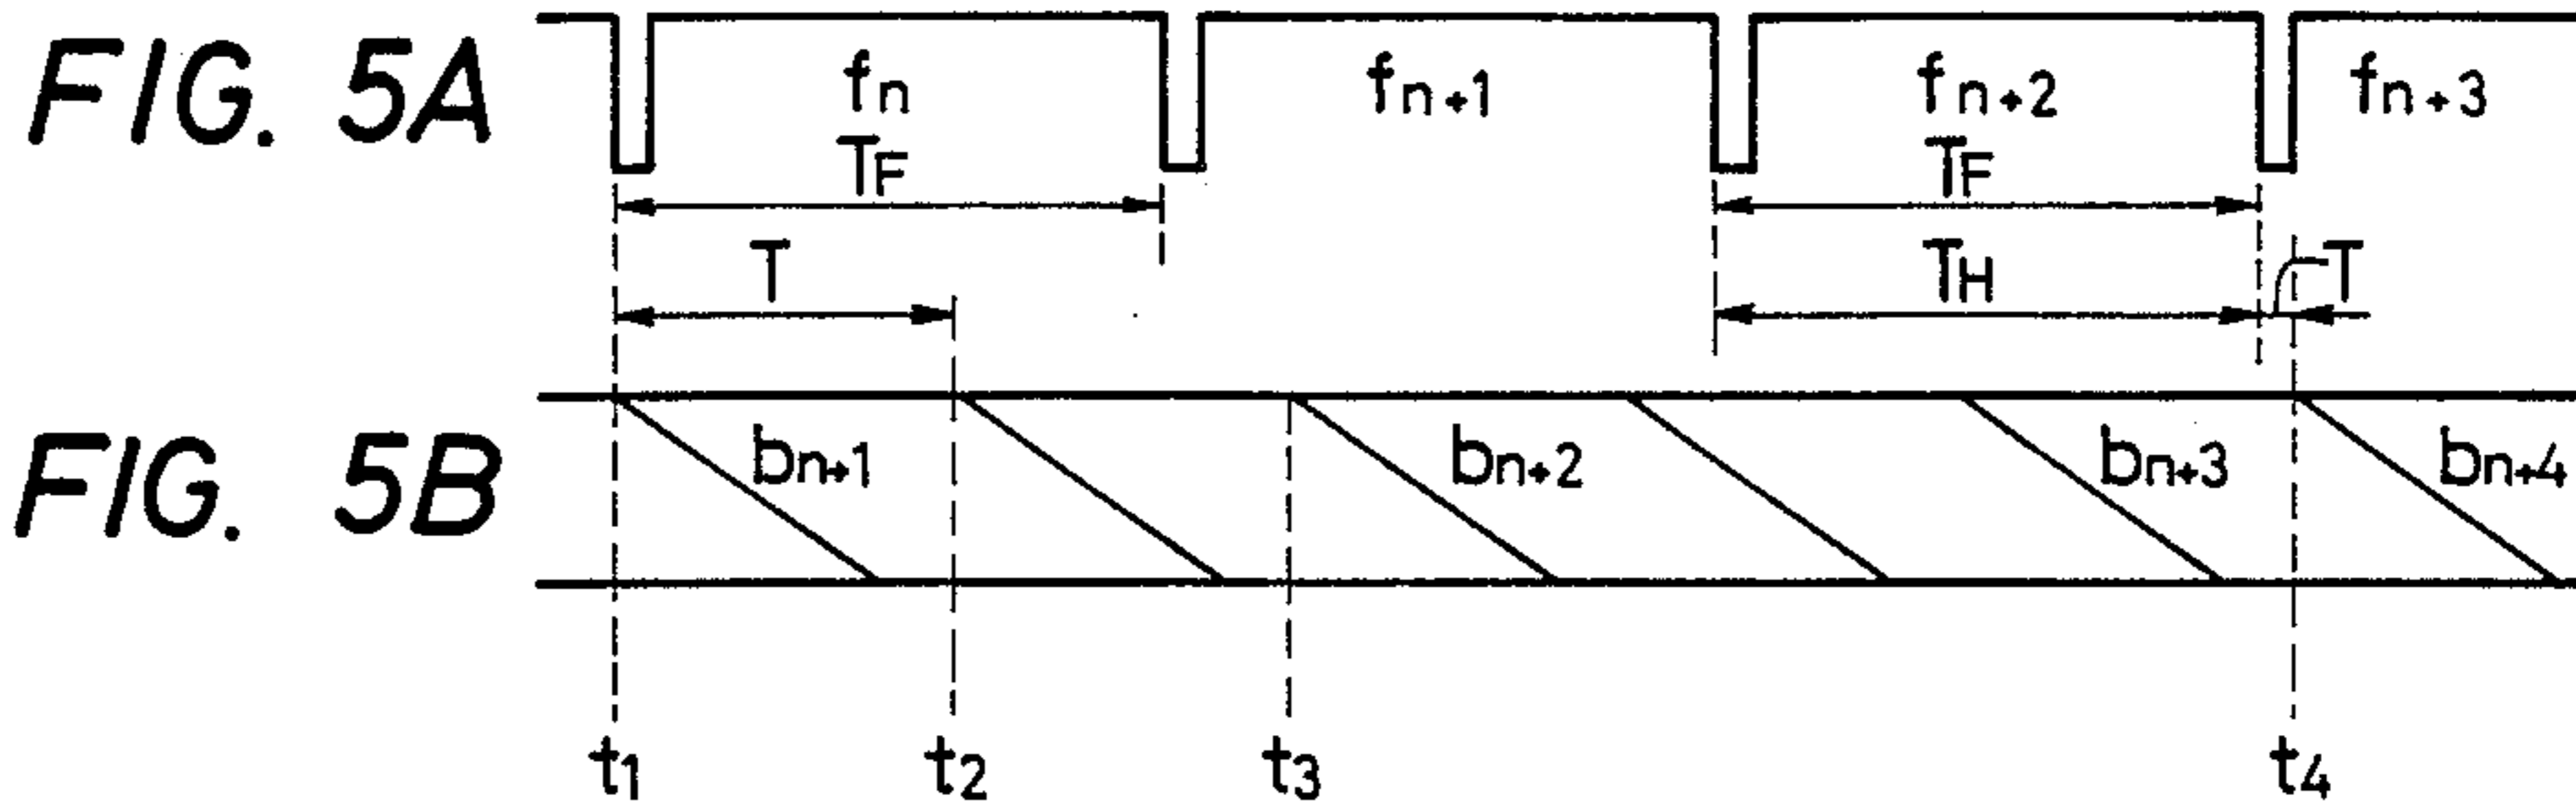 FIG. 5A
fn
fn+1
fn+2
fn+3
TF
TF
T
TH
T
FIG. 5B
bn+1
bn+2
bn+3
bn+4
t1
t2
t3
t4